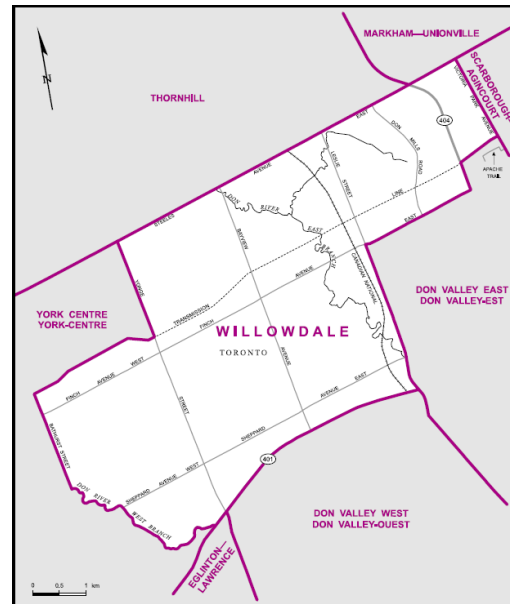 MARKHAM—UNIONVILLE
SCARBOROUGH-
AGINCOURT
THORNHILL
N
VICTORIA
PARK
AVENUE
404
APACHE
TRAIL
EAST
DON
MILLS
ROAD
LESLIE
STREET
AVENUE
STEELES
DON
RIVER
EAST
BRANCH
LINE
EAST
BAYVIEW
CANADIAN NATIONAL
YONGE
TRANSMISSION
AVENUE
FINCH
YORK CENTRE
YORK-CENTRE
DON VALLEY EAST
DON VALLEY-EST
WILLOWDALE
TORONTO
FINCH
AVENUE
WEST
STREET
AVENUE
EAST
AVENUE
SHEPPARD
BATHURST STREET
SHEPPARD
AVENUE
WEST
401
DON
RIVER
WEST
BRANCH
DON VALLEY WEST
DON VALLEY-OUEST
EGLINTON—
LAWRENCE
0 0.5 1 km